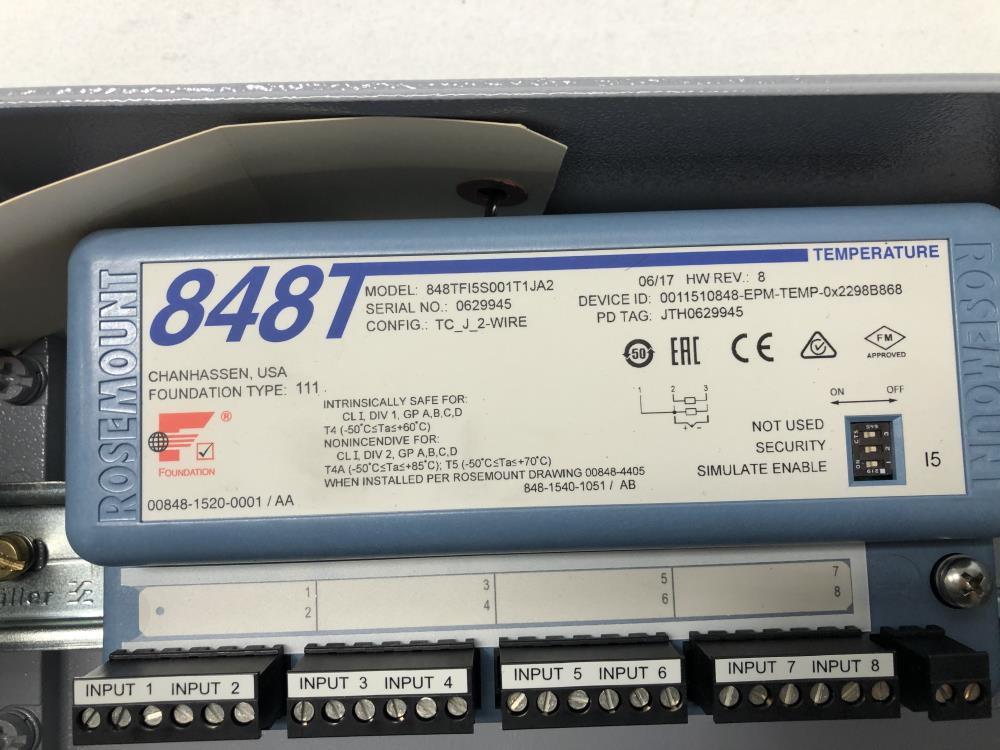 TEMPERATURE
848T
MODEL: 848TFI5S001T1JA2
SERIAL NO.: 0629945
CONFIG.: TC_J_2-WIRE
06/17 HW REV.: 8
DEVICE ID: 0011510848-EPM-TEMP-0x2298B868
PD TAG: JTH0629945
ROSEMOUNT
ROSEMOUNT
CHANHASSEN, USA
FOUNDATION TYPE: 111
50
EAC
CE
FM
APPROVED
FOUNDATION
®
INTRINSICALLY SAFE FOR:
CL I, DIV 1, GP A,B,C,D
T4 (-50°C≤Ta≤+60°C)
NONINCENDIVE FOR:
CL I, DIV 2, GP A,B,C,D
T4A (-50°C≤Ta≤+85°C); T5 (-50°C≤Ta≤+70°C)
WHEN INSTALLED PER ROSEMOUNT DRAWING 00848-4405
848-1540-1051 / AB
00848-1520-0001 / AA
1 2 3
ON OFF
NOT USED
SECURITY
SIMULATE ENABLE
I5
1 3 5 7
2 4 6 8
INPUT 1 INPUT 2 INPUT 3 INPUT 4 INPUT 5 INPUT 6 INPUT 7 INPUT 8